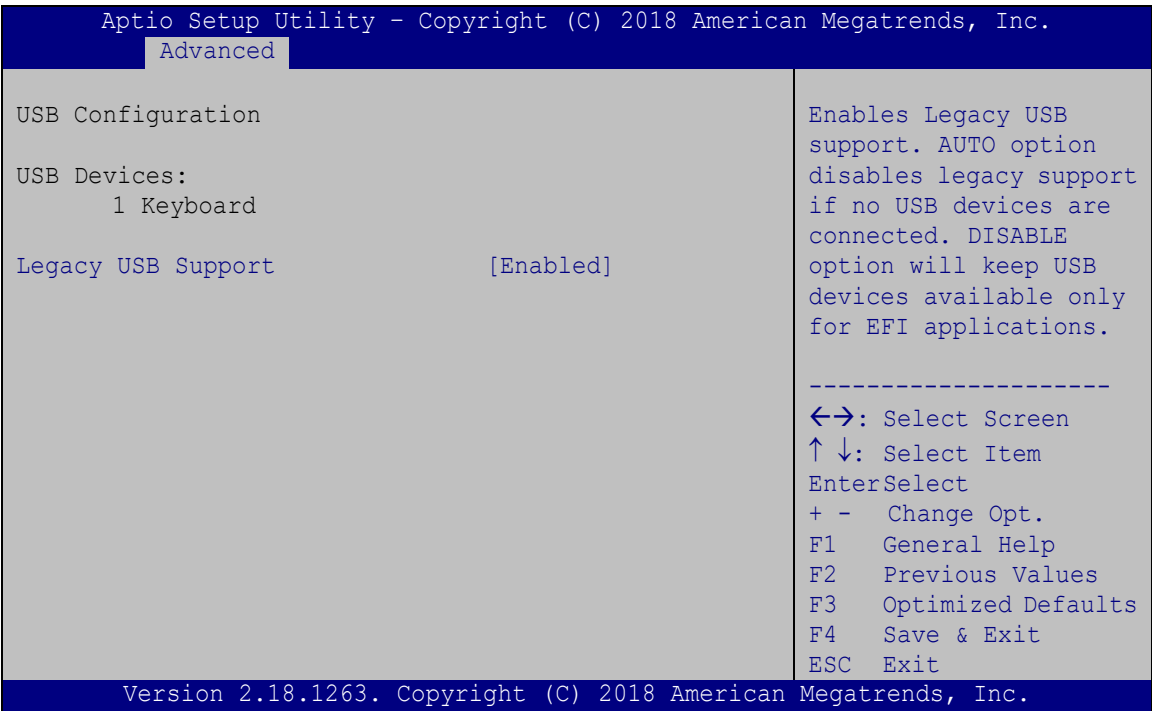 Aptio Setup Utility – Copyright (C) 2018 American Megatrends, Inc.
Advanced
USB Configuration
USB Devices:
1 Keyboard
Legacy USB Support [Enabled]
Enables Legacy USB
support. AUTO option
disables legacy support
if no USB devices are
connected. DISABLE
option will keep USB
devices available only
for EFI applications.
---------------------
←→: Select Screen
↑ ↓: Select Item
EnterSelect
+ - Change Opt.
F1 General Help
F2 Previous Values
F3 Optimized Defaults
F4 Save & Exit
ESC Exit
Version 2.18.1263. Copyright (C) 2018 American Megatrends, Inc.